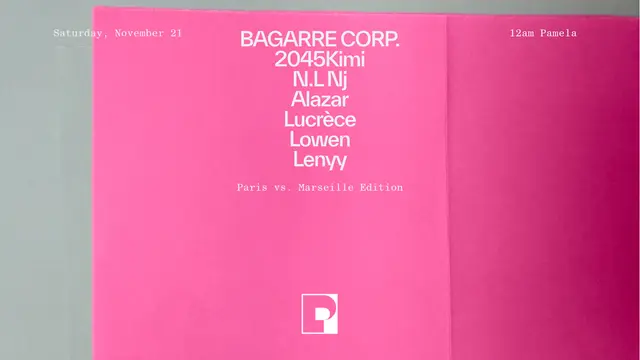 Saturday, November 21
12am Pamela
BAGARRE CORP.
2045Kimi
N.L Nj
Alazar
Lucrèce
Lowen
Lenyy
Paris vs. Marseille Edition
P